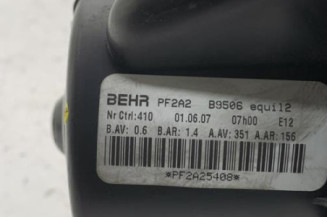 BEHR PF2A2 B9506 equil2
Nr Ctrl:410 01.06.07 07h00 E12
B.AV: 0.6 B.AR: 1.4 A.AV: 351 A.AR: 156
*PF2A25408*